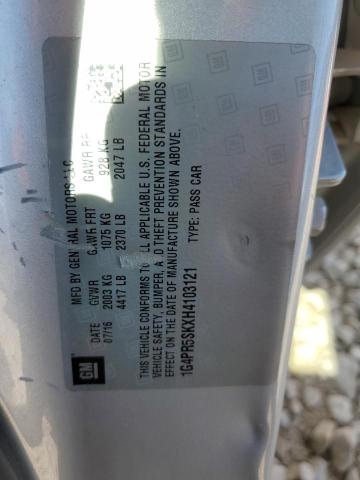 MFD BY GENERAL MOTORS LLC
DATE GVWR GAWR FRT GAWR RR
07/16 2003 KG 1075 KG 928 KG
4417 LB 2370 LB 2047 LB
THIS VEHICLE CONFORMS TO ALL APPLICABLE U.S. FEDERAL MOTOR
VEHICLE SAFETY, BUMPER, AND THEFT PREVENTION STANDARDS IN
EFFECT ON THE DATE OF MANUFACTURE SHOWN ABOVE.
1G4PR5SKXH4103121 TYPE: PASS CAR
GM